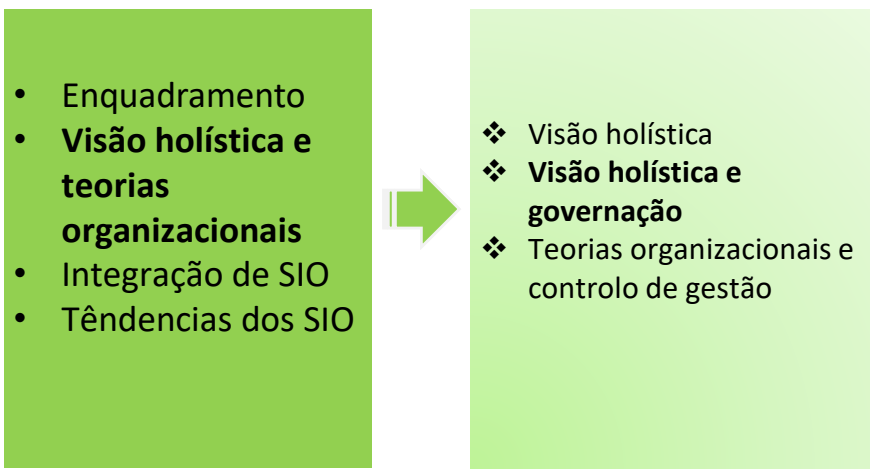 • Enquadramento
• Visão holística e
teorias
organizacionais
• Integração de SIO
• Têndencias dos SIO
❖ Visão holística
❖ Visão holística e
governação
❖ Teorias organizacionais e
controlo de gestão